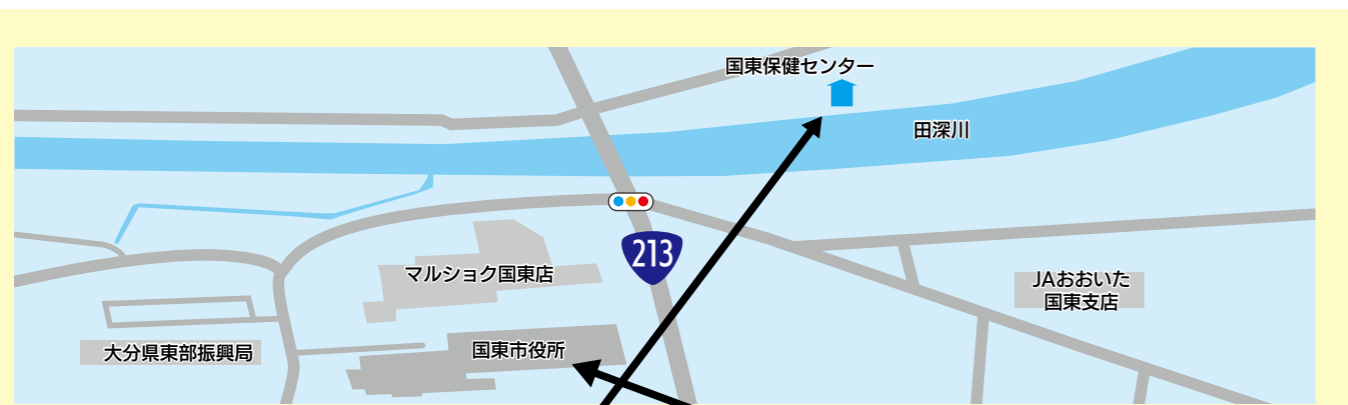 国東保健センター
田深川
213
マルショク国東店
JAおおいた
国東支店
大分県東部振興局
国東市役所